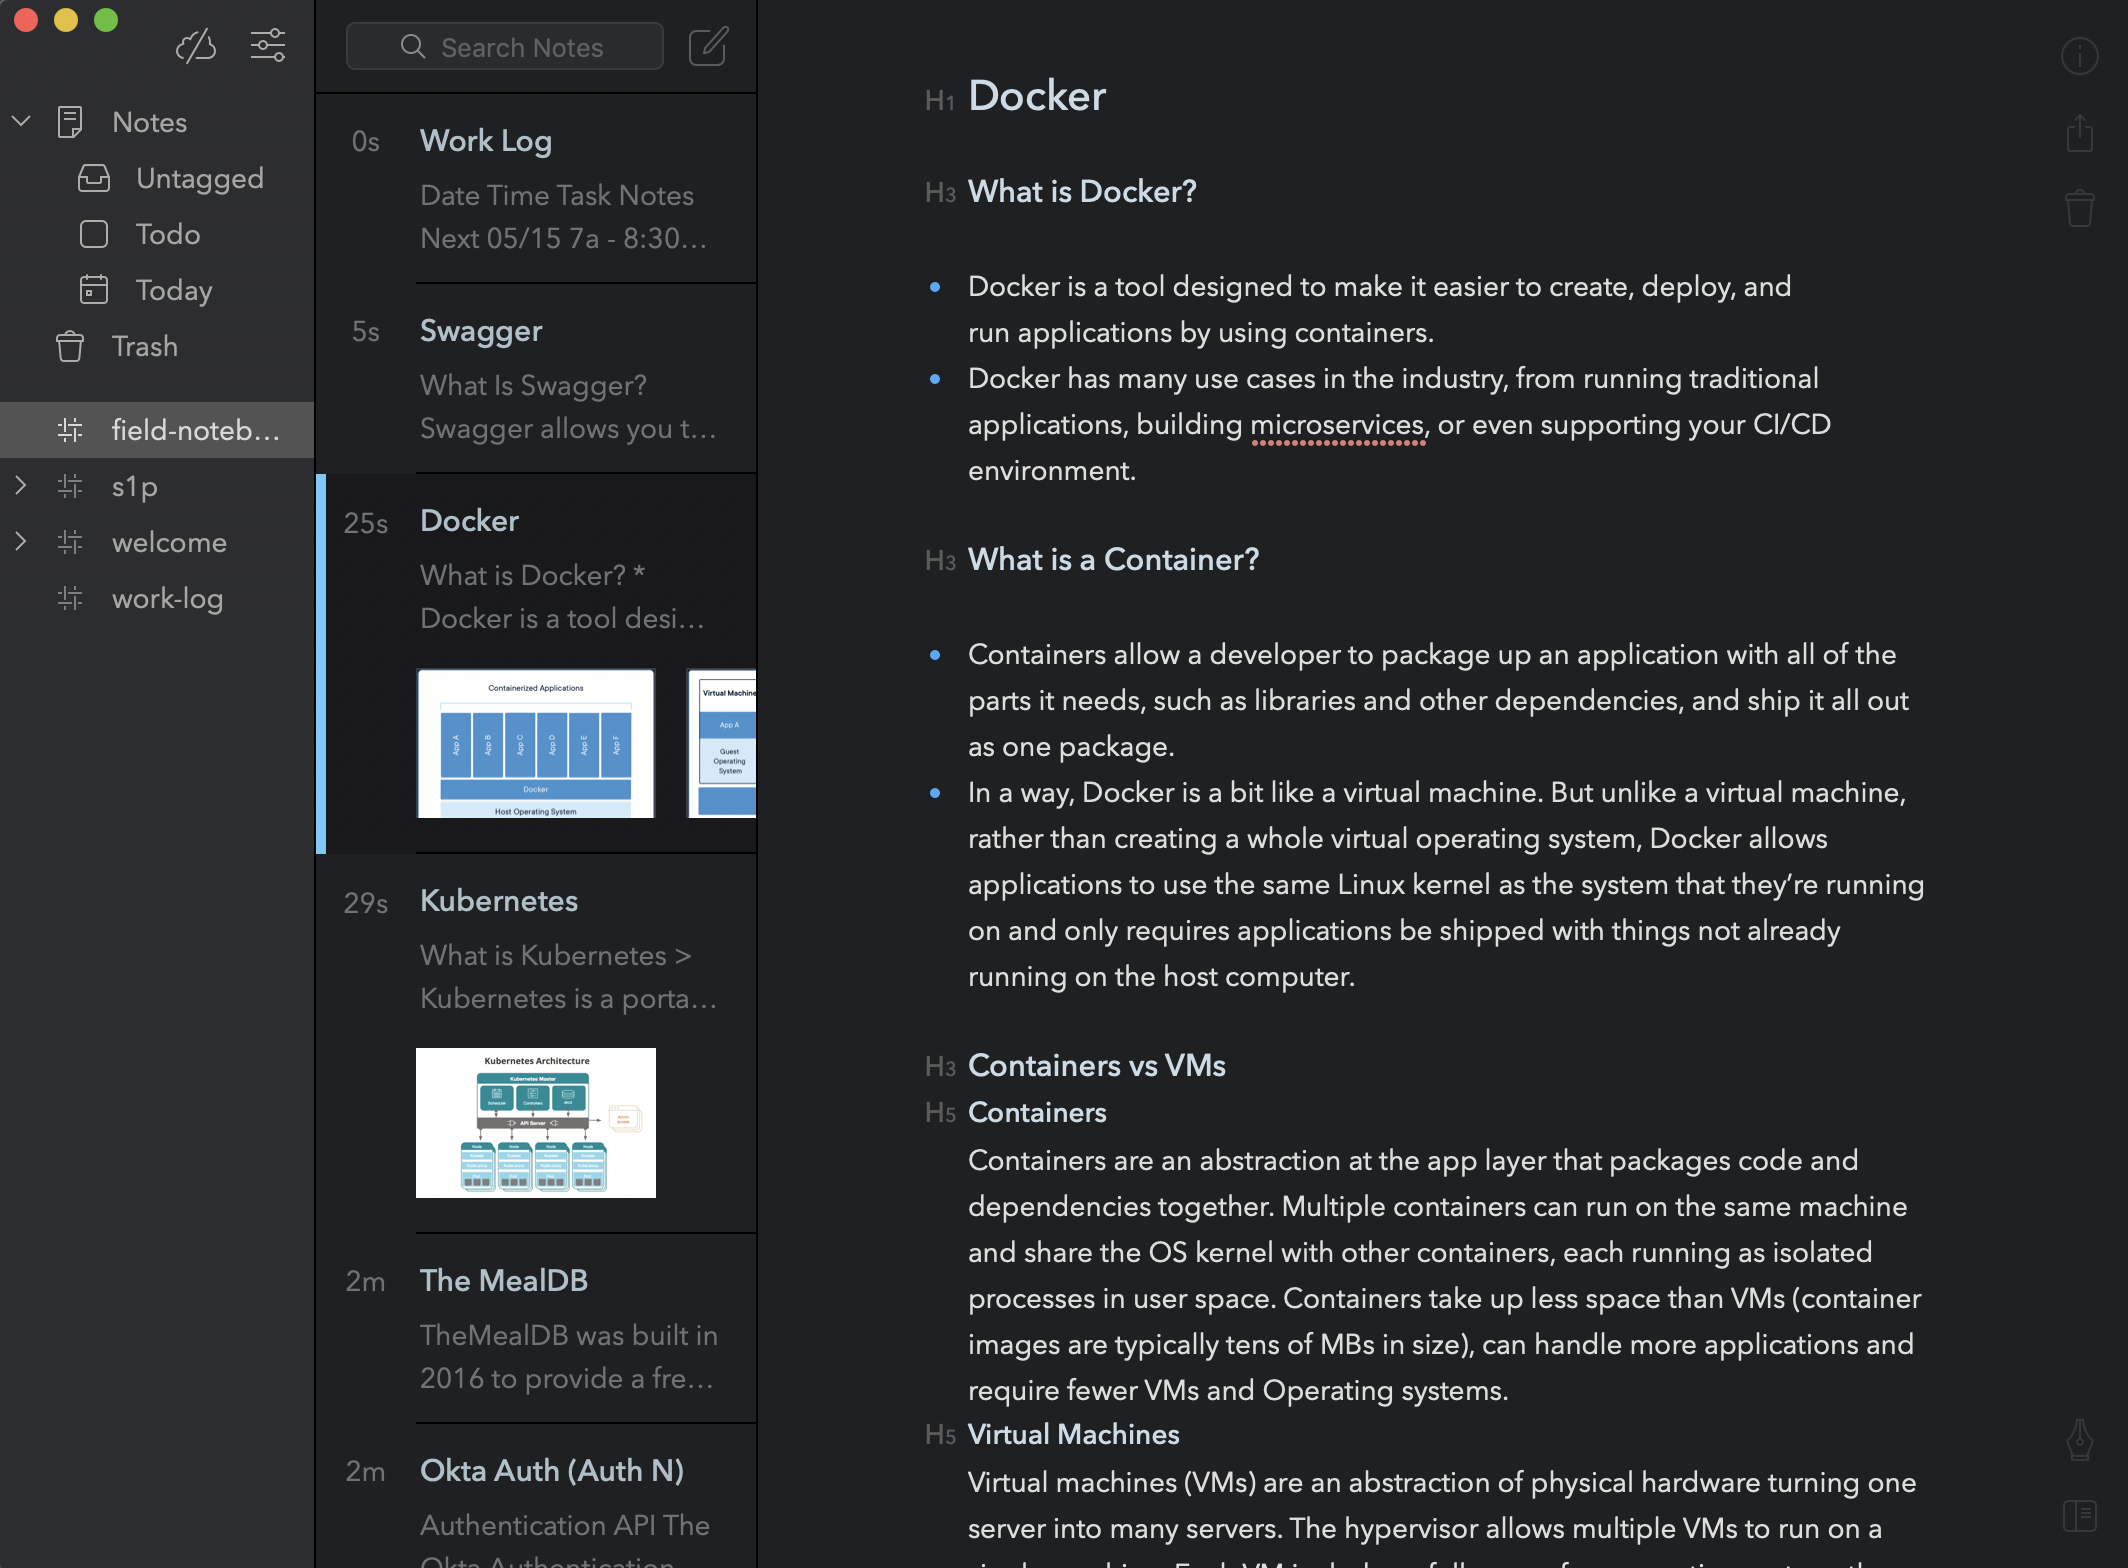 Notes
Untagged
Todo
Today
Trash
field-noteb...
s1p
welcome
work-log
Search Notes
0s
Work Log
Date Time Task Notes
Next 05/15 7a - 8:30...
5s
Swagger
What Is Swagger?
Swagger allows you t...
25s
Docker
What is Docker? *
Docker is a tool desi...
Containerized Applications
App A
App B
App C
App D
App E
App F
Docker
Host Operating System
Virtual Machine
App A
Guest
Operating
System
29s
Kubernetes
What is Kubernetes >
Kubernetes is a porta...
Kubernetes Architecture
Kubernetes Master
API Server
Node
Node
Node
Node
2m
The MealDB
TheMealDB was built in
2016 to provide a fre...
2m
Okta Auth (Auth N)
Authentication API The
Okta Authentication
H1 Docker
H3 What is Docker?
• Docker is a tool designed to make it easier to create, deploy, and
run applications by using containers.
• Docker has many use cases in the industry, from running traditional
applications, building microservices, or even supporting your CI/CD
environment.
H3 What is a Container?
• Containers allow a developer to package up an application with all of the
parts it needs, such as libraries and other dependencies, and ship it all out
as one package.
• In a way, Docker is a bit like a virtual machine. But unlike a virtual machine,
rather than creating a whole virtual operating system, Docker allows
applications to use the same Linux kernel as the system that they’re running
on and only requires applications be shipped with things not already
running on the host computer.
H3 Containers vs VMs
H5 Containers
Containers are an abstraction at the app layer that packages code and
dependencies together. Multiple containers can run on the same machine
and share the OS kernel with other containers, each running as isolated
processes in user space. Containers take up less space than VMs (container
images are typically tens of MBs in size), can handle more applications and
require fewer VMs and Operating systems.
H5 Virtual Machines
Virtual machines (VMs) are an abstraction of physical hardware turning one
server into many servers. The hypervisor allows multiple VMs to run on a